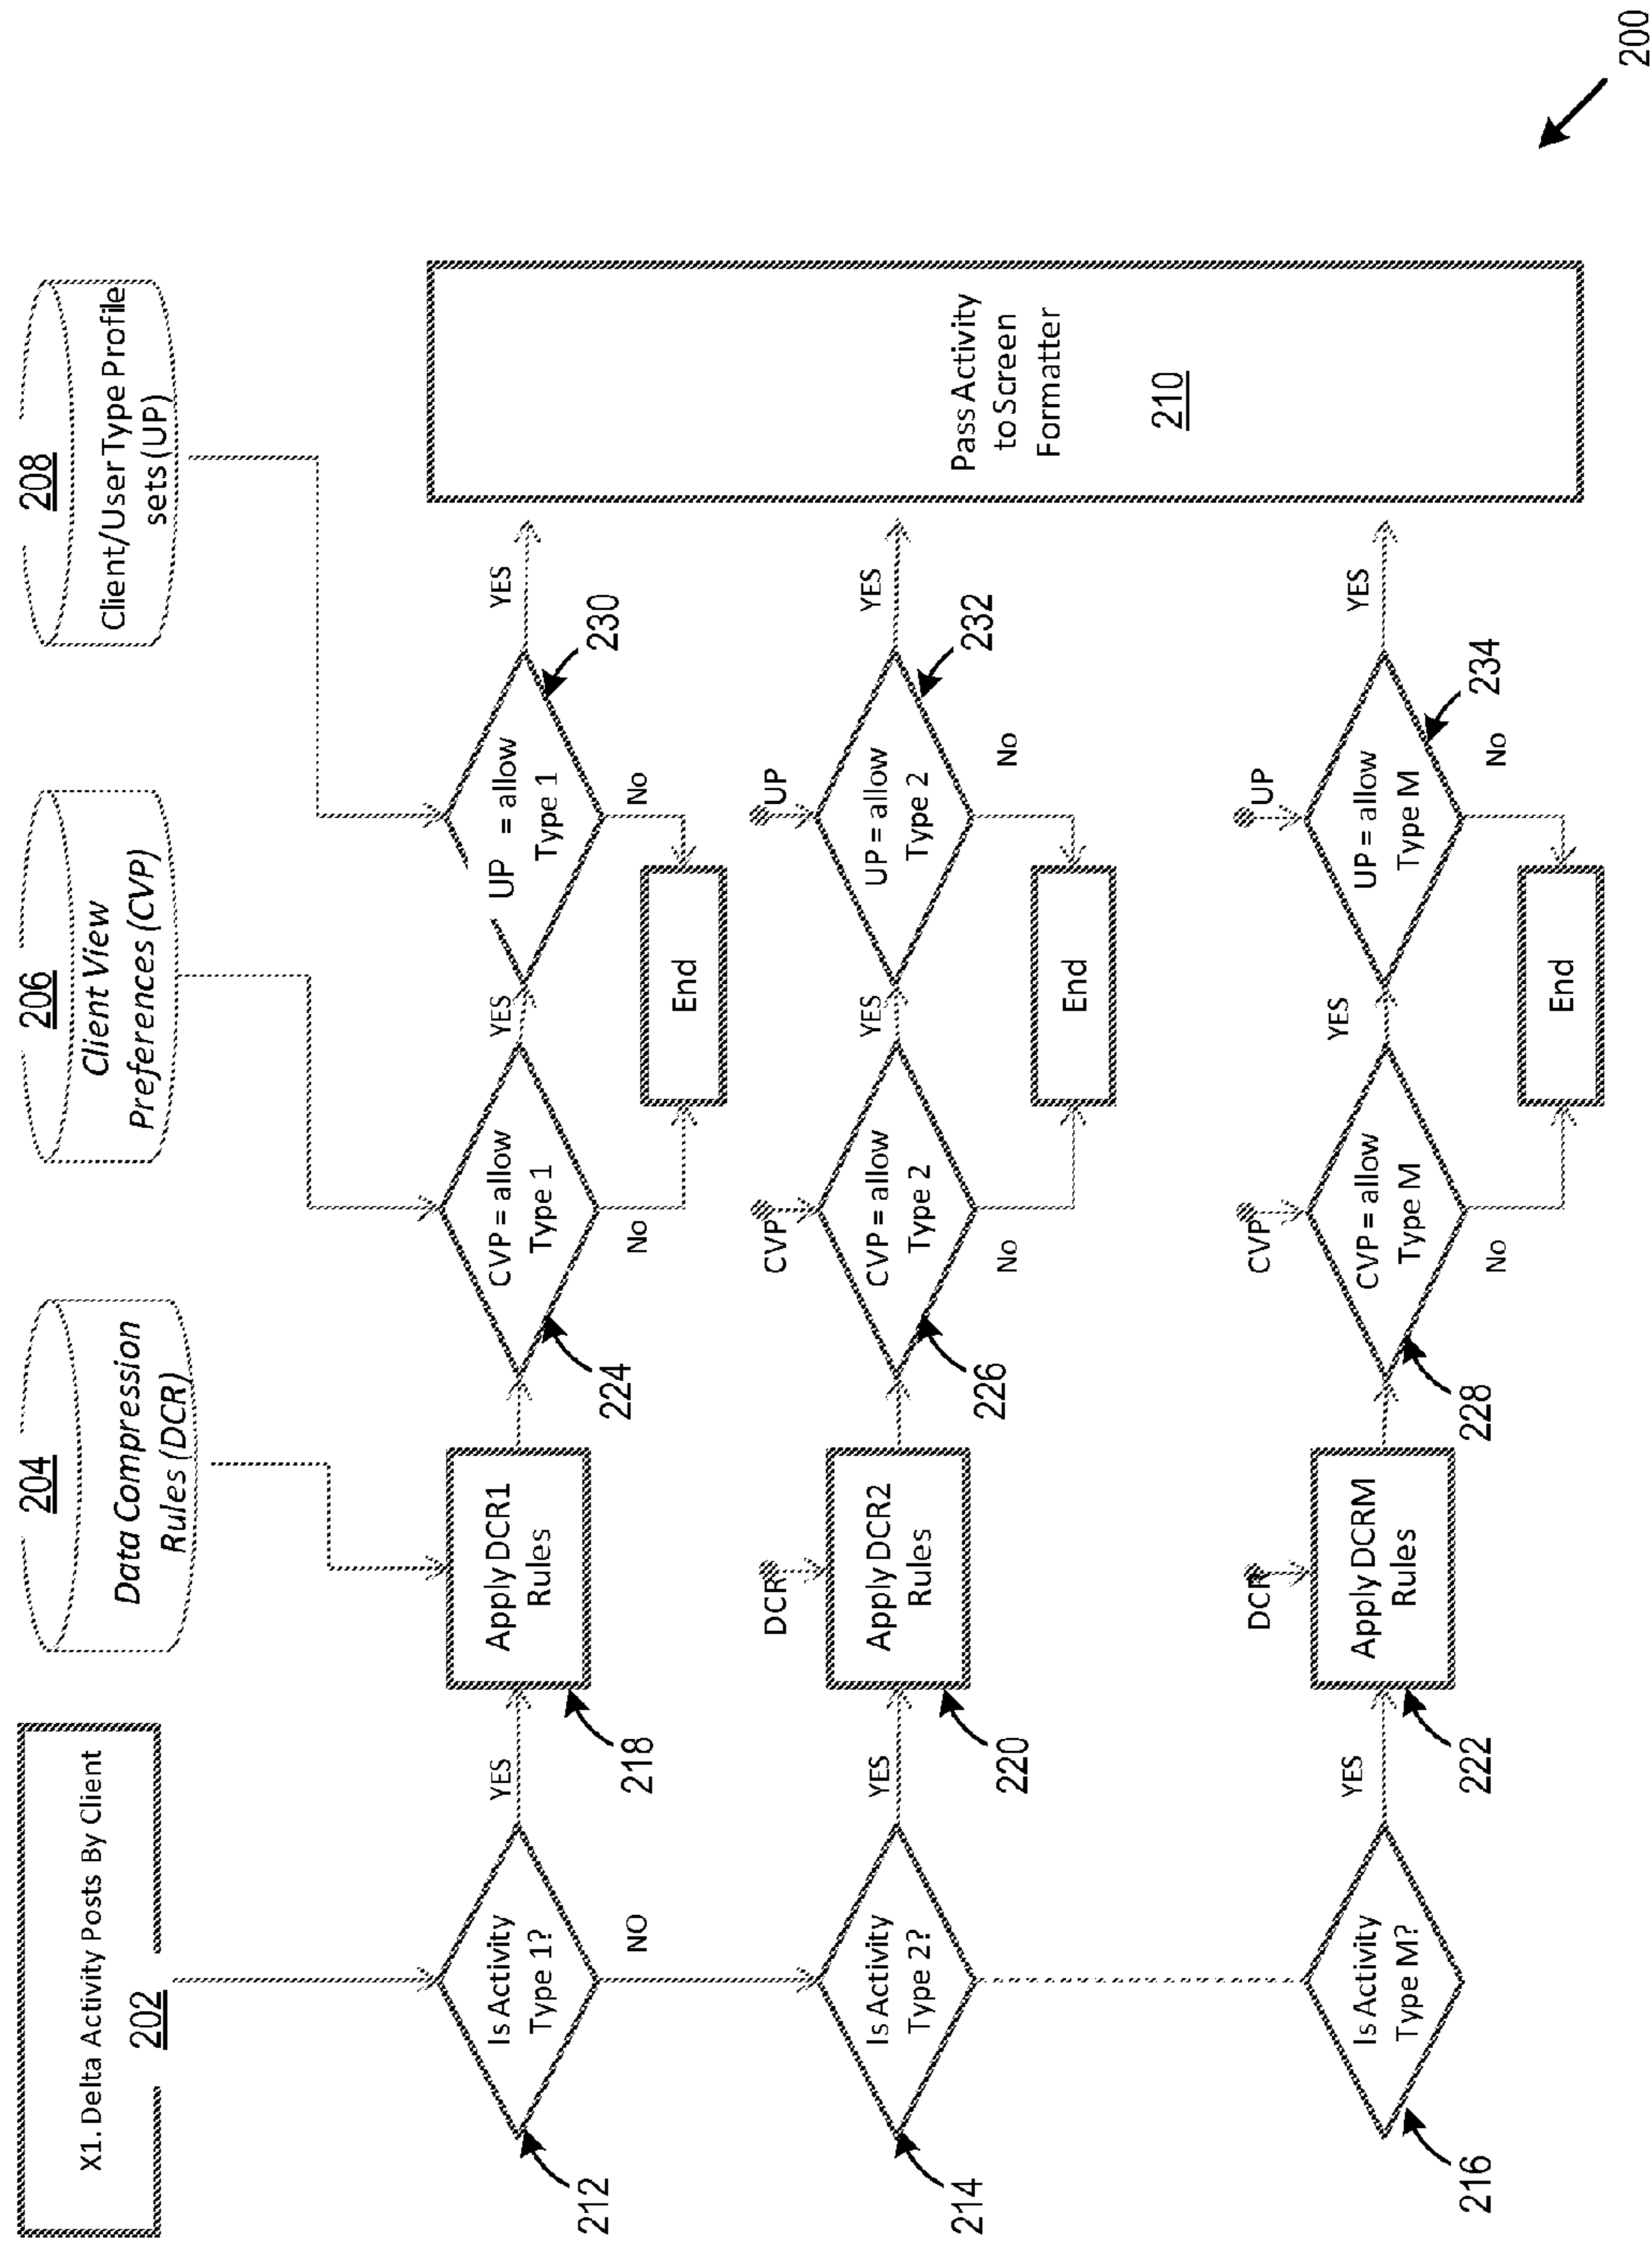 X1. Delta Activity Posts By Client
202
204
Data Compression
Rules (DCR)
206
Client View
Preferences (CVP)
208
Client/User Type Profile
sets (UP)
Is Activity
Type 1?
212
YES
NO
Apply DCR1
Rules
218
CVP = allow
Type 1
224
YES
No
UP = allow
Type 1
230
YES
No
End
Is Activity
Type 2?
214
YES
DCR
Apply DCR2
Rules
220
CVP
CVP = allow
Type 2
226
YES
No
UP
UP = allow
Type 2
232
YES
No
End
Is Activity
Type M?
216
YES
DCR
Apply DCRM
Rules
222
CVP
CVP = allow
Type M
228
YES
No
UP
UP = allow
Type M
234
YES
No
End
Pass Activity
to Screen
Formatter
210
200